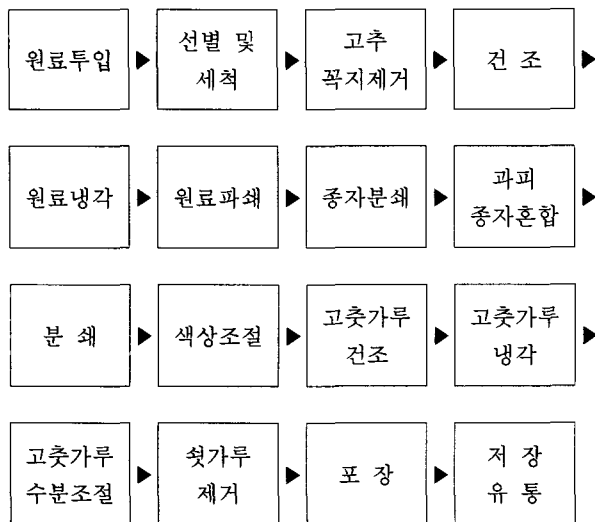 원료투입 ▶ 선별 및 세척 ▶ 고추 꼭지제거 ▶ 건 조 ▶
원료냉각 ▶ 원료파쇄 ▶ 종자분쇄 ▶ 과피 종자혼합 ▶
분 쇄 ▶ 색상조절 ▶ 고춧가루 건조 ▶ 고춧가루 냉각 ▶
고춧가루 수분조절 ▶ 쇳가루 제거 ▶ 포 장 ▶ 저 장 유 통